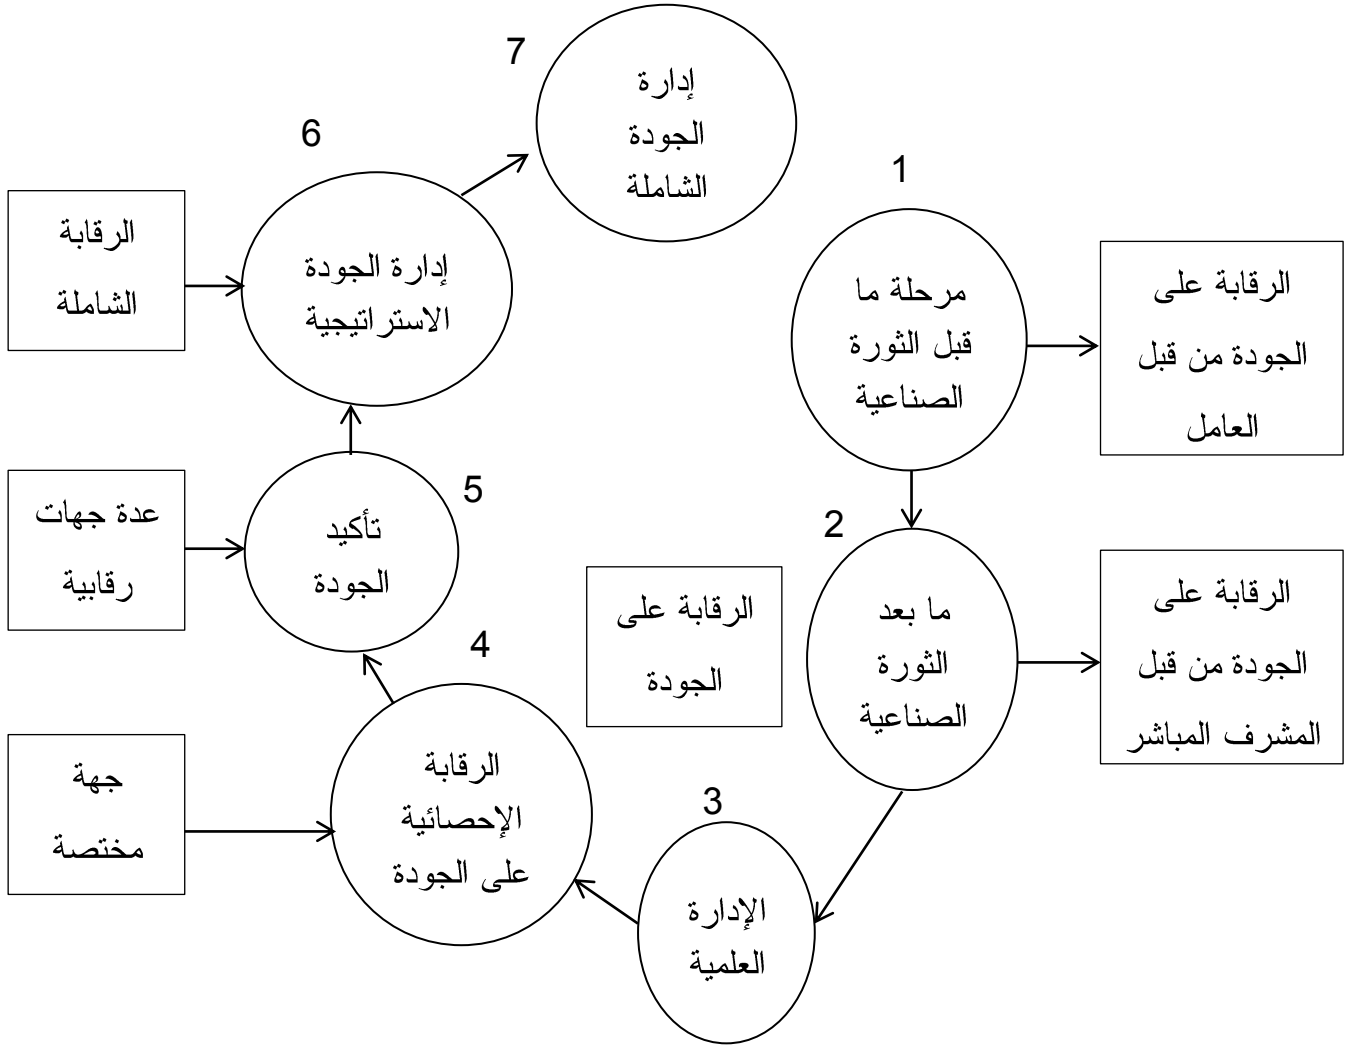 1
مرحلة ما
قبل الثورة
الصناعية
الرقابة على
الجودة من قبل
العامل
2
ما بعد
الثورة
الصناعية
الرقابة على
الجودة من قبل
المشرف المباشر
3
الإدارة
العلمية
الرقابة على
الجودة
4
الرقابة
الإحصائية
على الجودة
جهة
مختصة
5
تأكيد
الجودة
عدة جهات
رقابية
6
إدارة الجودة
الاستراتيجية
الرقابة
الشاملة
7
إدارة
الجودة
الشاملة